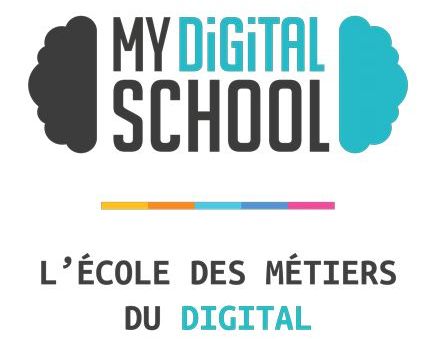 MY DiGiTAL
SCHOOL
L'ÉCOLE DES MÉTIERS
DU DIGITAL